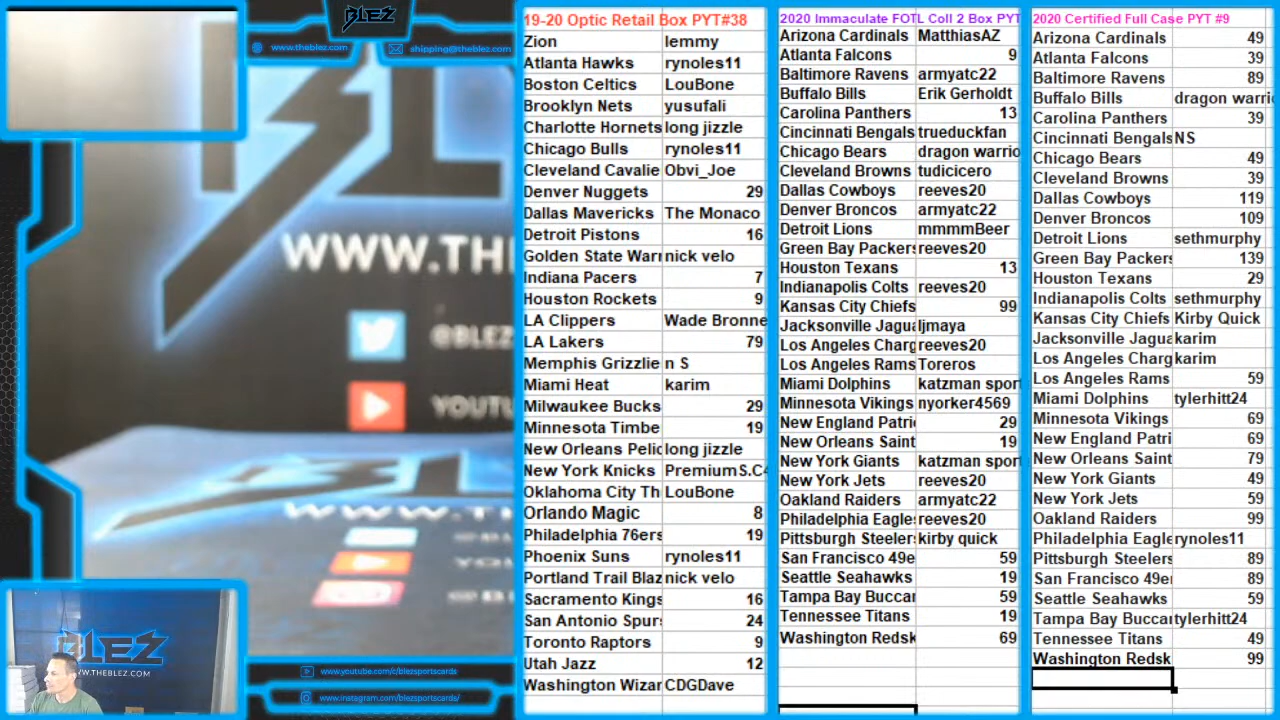 BLEZ
www.theblez.com
shipping@theblez.com
WWW.TH
@BLEZ
YOUTU
BLEZ
WWW.THEBLEZ.COM
www.youtube.com/c/blezsportscards
www.instagram.com/blezsportscards/
19-20 Optic Retail Box PYT#38
Zion lemmy
Atlanta Hawks rynoles11
Boston Celtics LouBone
Brooklyn Nets yusufali
Charlotte Hornets long jizzle
Chicago Bulls rynoles11
Cleveland Cavalie Obvi_Joe
Denver Nuggets 29
Dallas Mavericks The Monaco
Detroit Pistons 16
Golden State Warr nick velo
Indiana Pacers 7
Houston Rockets 9
LA Clippers Wade Bronne
LA Lakers 79
Memphis Grizzlie n S
Miami Heat karim
Milwaukee Bucks 29
Minnesota Timbe 19
New Orleans Pelic long jizzle
New York Knicks PremiumS.C4
Oklahoma City Th LouBone
Orlando Magic 8
Philadelphia 76ers 19
Phoenix Suns rynoles11
Portland Trail Blaz nick velo
Sacramento Kings 16
San Antonio Spurs 24
Toronto Raptors 9
Utah Jazz 12
Washington Wizar CDGDave
2020 Immaculate FOTL Coll 2 Box PYT
Arizona Cardinals MatthiasAZ
Atlanta Falcons 9
Baltimore Ravens armyatc22
Buffalo Bills Erik Gerholdt
Carolina Panthers 13
Cincinnati Bengals trueduckfan
Chicago Bears dragon warrio
Cleveland Browns tudicicero
Dallas Cowboys reeves20
Denver Broncos armyatc22
Detroit Lions mmmmBeer
Green Bay Packers reeves20
Houston Texans 13
Indianapolis Colts reeves20
Kansas City Chiefs 99
Jacksonville Jagua ljmaya
Los Angeles Charg reeves20
Los Angeles Rams Toreros
Miami Dolphins katzman sport
Minnesota Vikings nyorker4569
New England Patri 29
New Orleans Saint 19
New York Giants katzman sport
New York Jets reeves20
Oakland Raiders armyatc22
Philadelphia Eagles reeves20
Pittsburgh Steelers kirby quick
San Francisco 49e 59
Seattle Seahawks 19
Tampa Bay Buccar 59
Tennessee Titans 19
Washington Redsk 69
2020 Certified Full Case PYT #9
Arizona Cardinals 49
Atlanta Falcons 39
Baltimore Ravens 89
Buffalo Bills dragon warrio
Carolina Panthers 39
Cincinnati Bengals NS
Chicago Bears 49
Cleveland Browns 39
Dallas Cowboys 119
Denver Broncos 109
Detroit Lions sethmurphy
Green Bay Packers 139
Houston Texans 29
Indianapolis Colts sethmurphy
Kansas City Chiefs Kirby Quick
Jacksonville Jagua karim
Los Angeles Charg karim
Los Angeles Rams 59
Miami Dolphins tylerhitt24
Minnesota Vikings 69
New England Patri 69
New Orleans Saint 79
New York Giants 49
New York Jets 59
Oakland Raiders 99
Philadelphia Eagle rynoles11
Pittsburgh Steelers 89
San Francisco 49er 89
Seattle Seahawks 59
Tampa Bay Buccar tylerhitt24
Tennessee Titans 49
Washington Redsk 99